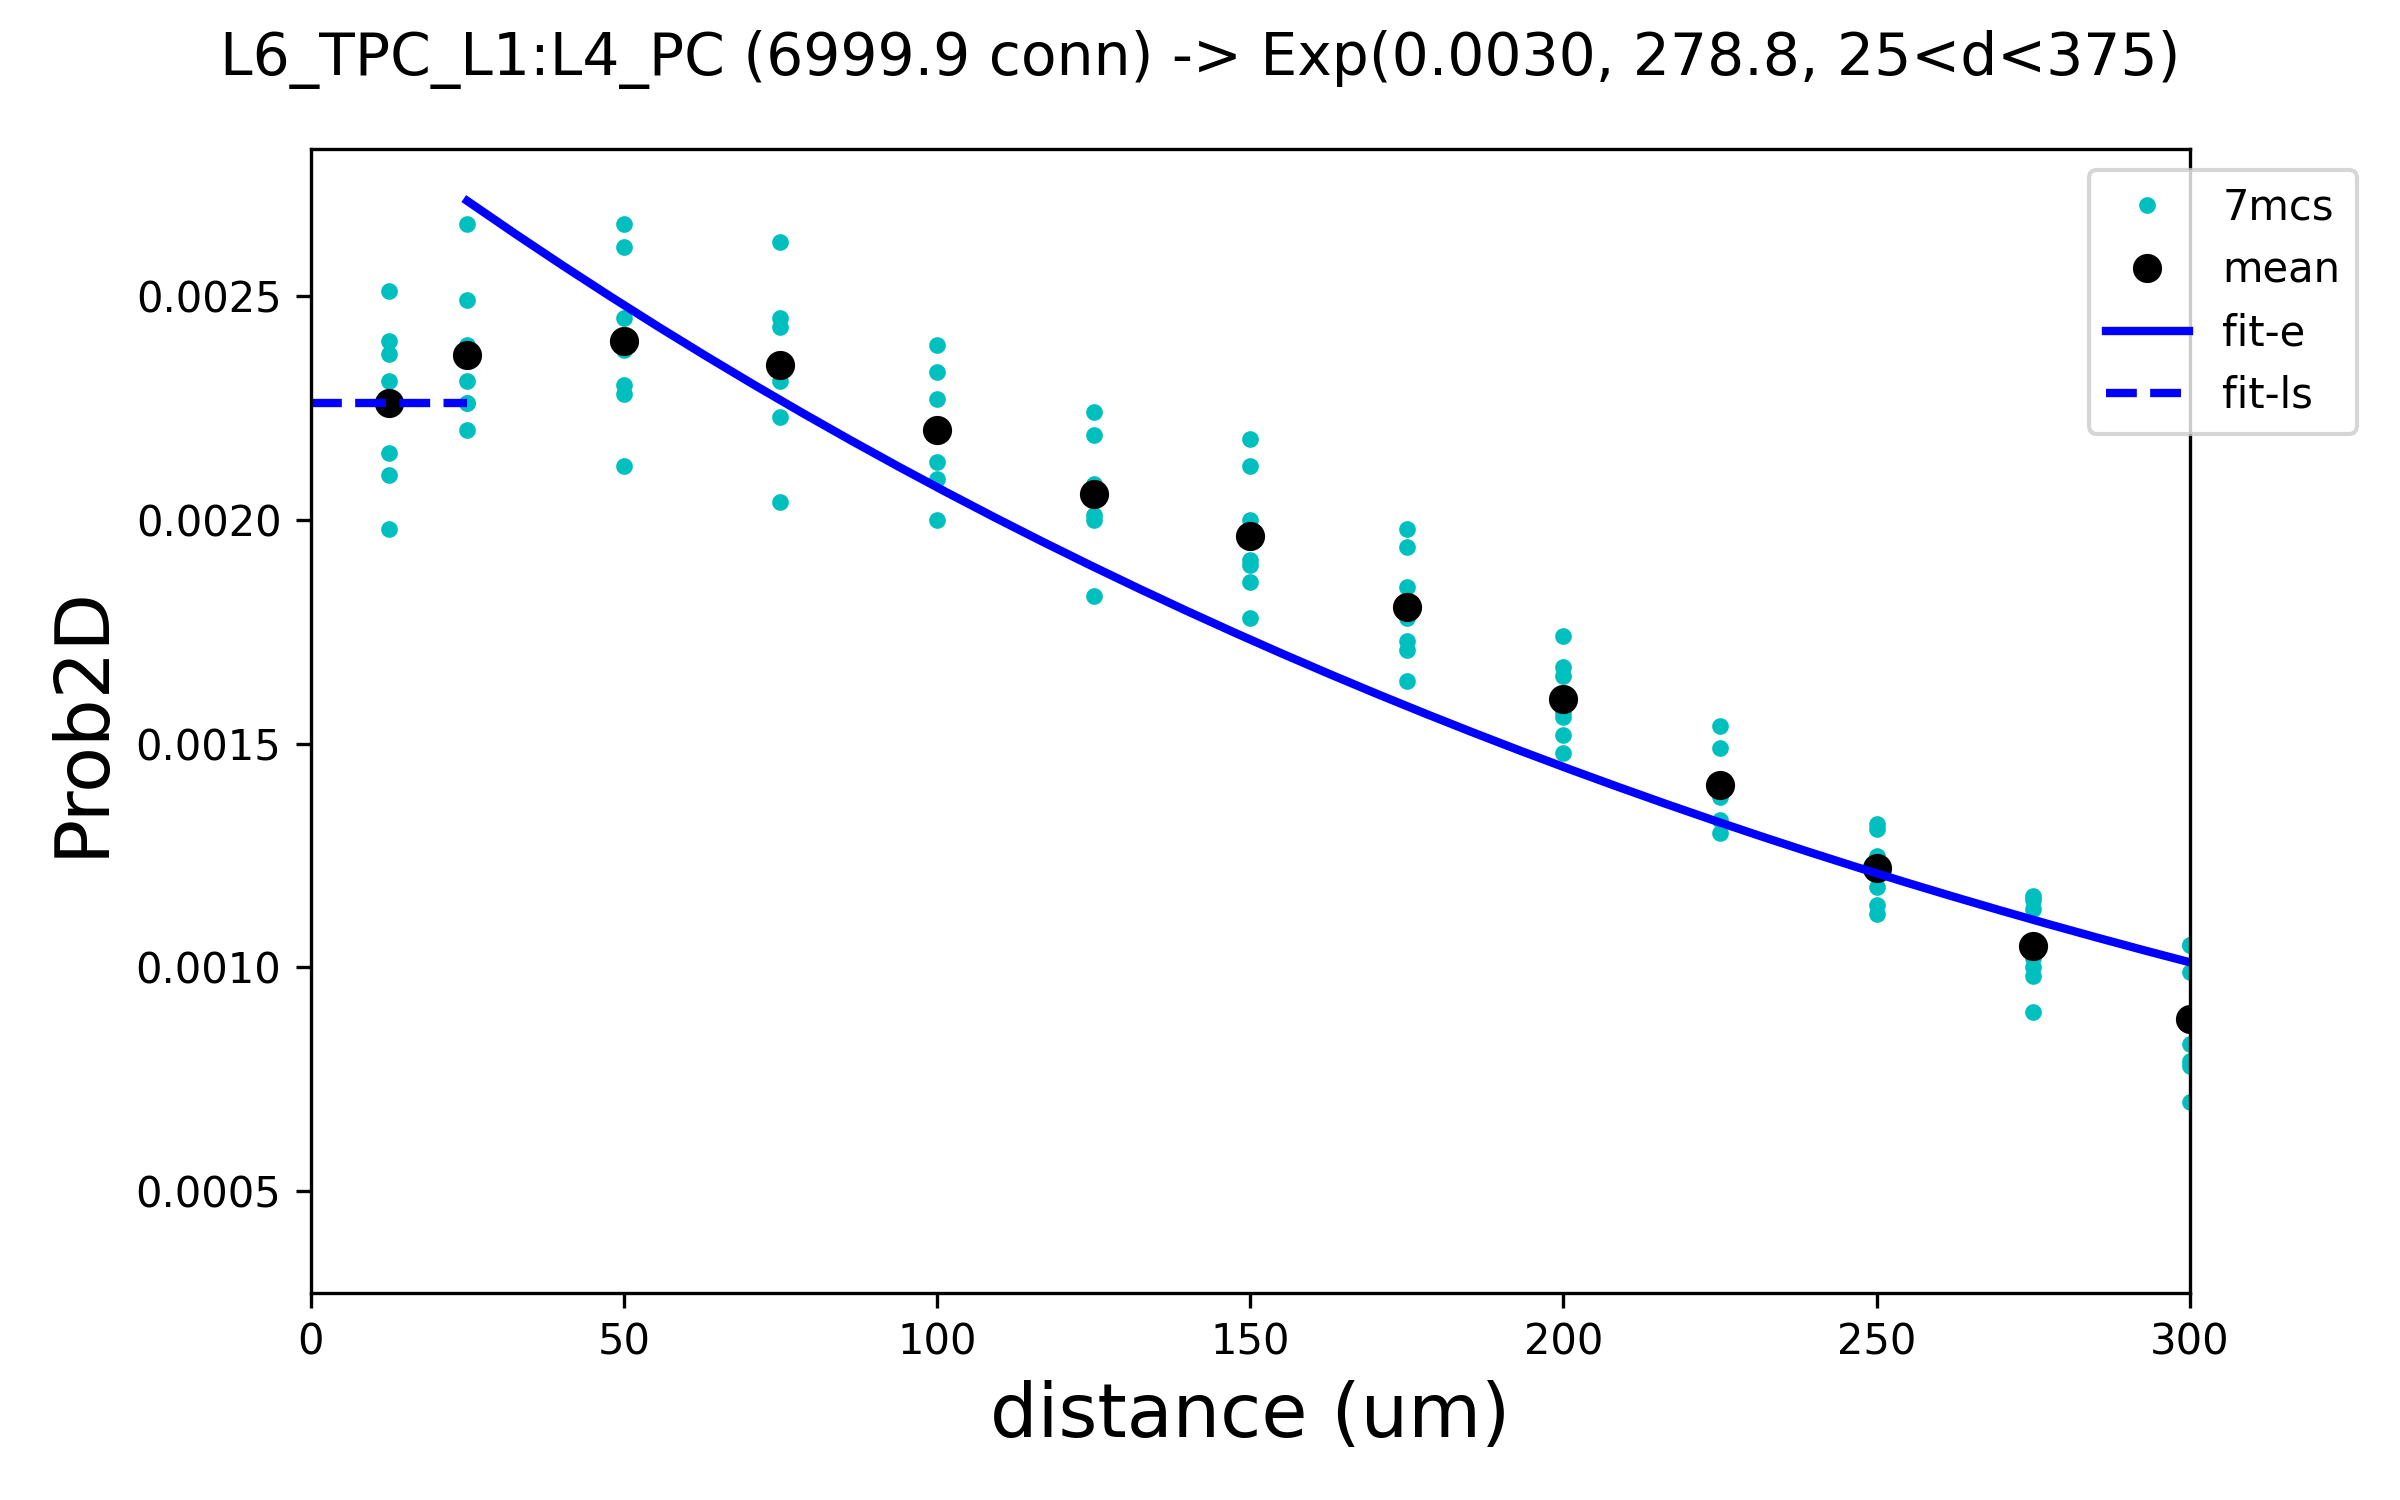 L6_TPC_L1:L4_PC (6999.9 conn) -> Exp(0.0030, 278.8, 25<d<375)
7mcs
mean
fit-e
fit-ls
0.0025
0.0020
0.0015
0.0010
0.0005
Prob2D
0 50 100 150 200 250 300
distance (um)